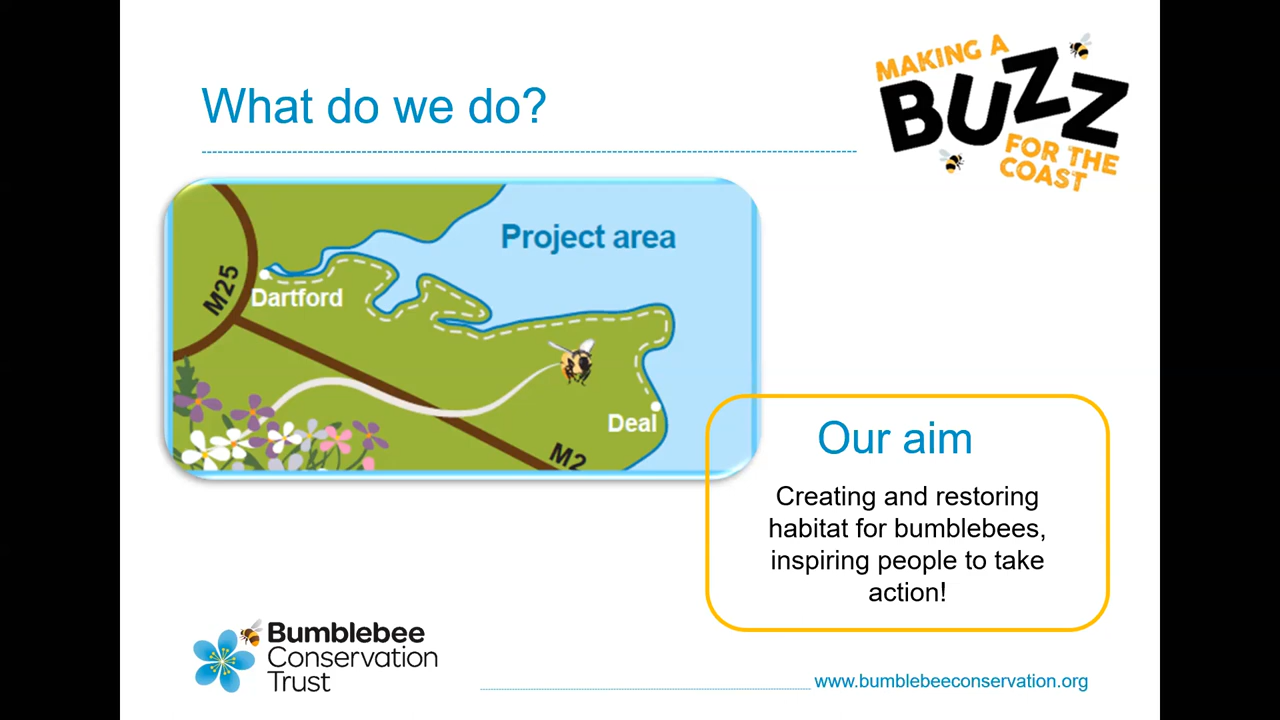 What do we do?
MAKING A
BUZZ
FOR THE
COAST
Project area
M25
Dartford
Deal
M2
Our aim
Creating and restoring
habitat for bumblebees,
inspiring people to take
action!
Bumblebee
Conservation
Trust
www.bumblebeeconservation.org